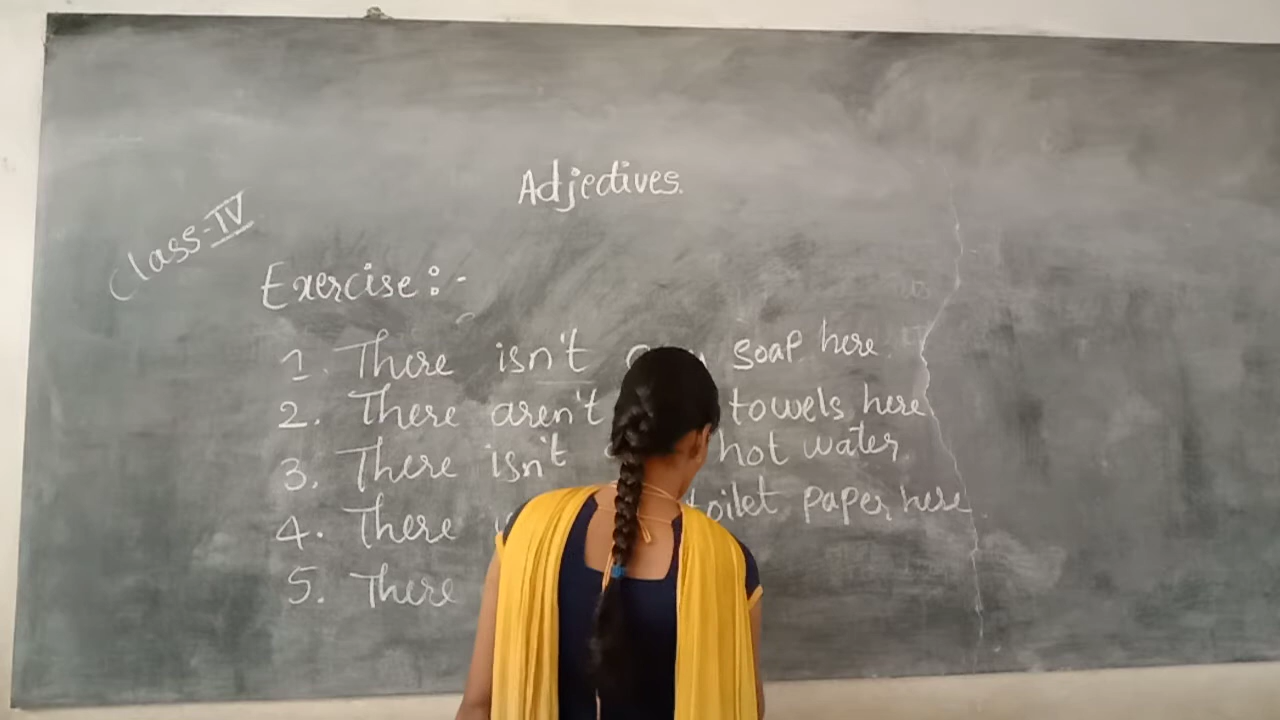 Adjectives.
Class-IV
Exercise:-
1. There isn't soap here.
2. There aren't towels here
3. There isn't hot water.
4. There toilet paper here.
5. There